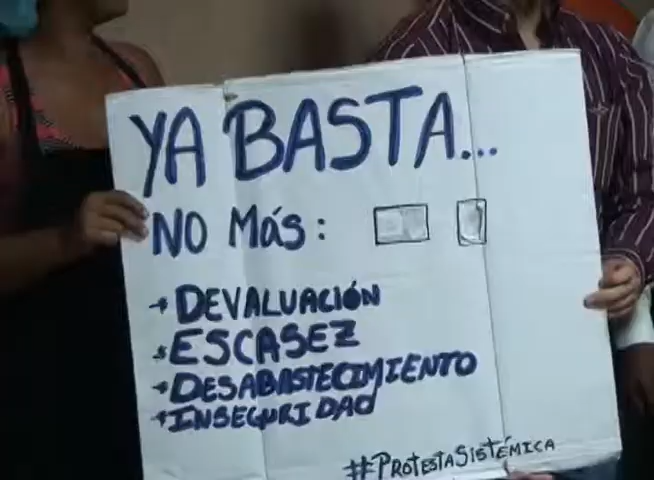 YA BASTA...
NO Más:
→ DEVALUACIÓN
→ ESCASEZ
→ DESABASTECIMIENTO
→ INSEGURIDAD
#PROTESTASISTÉMICA